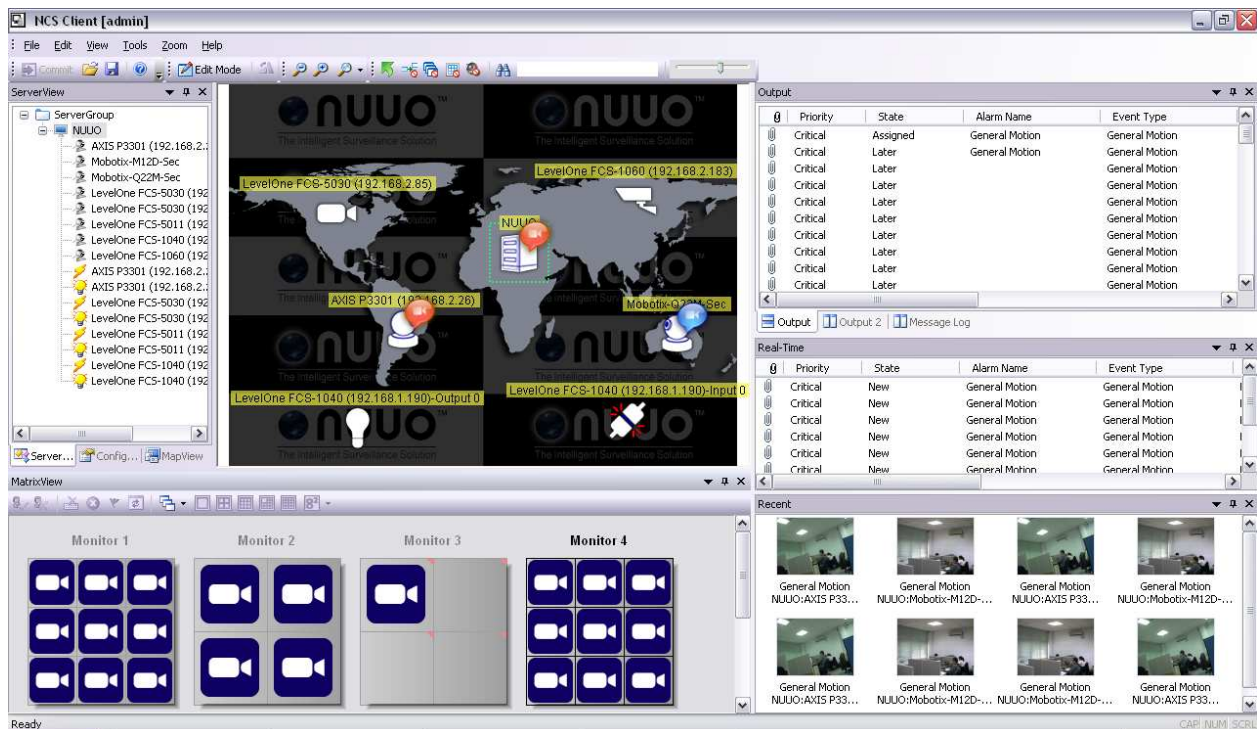 NCS Client [admin]
File Edit View Tools Zoom Help
Commit Edit Mode
ServerView
ServerGroup
NUUO
AXIS P3301 (192.168.2.
Mobotix-M12D-Sec
Mobotix-Q22M-Sec
LevelOne FCS-5030 (192
LevelOne FCS-5030 (192
LevelOne FCS-5011 (192
LevelOne FCS-1040 (192
LevelOne FCS-1060 (192
AXIS P3301 (192.168.2.
AXIS P3301 (192.168.2.
LevelOne FCS-5030 (192
LevelOne FCS-5030 (192
LevelOne FCS-5011 (192
LevelOne FCS-5011 (192
LevelOne FCS-1040 (192
LevelOne FCS-1040 (192
Server... Config... MapView
nuuo™ nuuo™
The Intelligent Surveillance Solution The Intelligent Surveillance Solution
LevelOne FCS-5030 (192.168.2.85)
LevelOne FCS-1060 (192.168.2.183)
NUUO
AXIS P3301 (192.168.2.26)
Mobotix-Q22M-Sec
LevelOne FCS-1040 (192.168.1.190)-Output 0
LevelOne FCS-1040 (192.168.1.190)-Input 0
The Intelligent Surveillance Solution The Intelligent Surveillance Solution
Output
Priority State Alarm Name Event Type
Critical Assigned General Motion General Motion
Critical Later General Motion General Motion
Critical Later General Motion
Critical Later General Motion
Critical Later General Motion
Critical Later General Motion
Critical Later General Motion
Critical Later General Motion
Critical Later General Motion
Critical Later General Motion
Output Output 2 Message Log
Real-Time
Priority State Alarm Name Event Type
Critical New General Motion General Motion
Critical New General Motion General Motion
Critical New General Motion General Motion
Critical New General Motion General Motion
Critical New General Motion General Motion
Critical New General Motion General Motion
MatrixView
Monitor 1 Monitor 2 Monitor 3 Monitor 4
Recent
General Motion General Motion General Motion General Motion
NUUO:AXIS P33... NUUO:Mobotix-M12D-... NUUO:AXIS P33... NUUO:Mobotix-M12D-...
General Motion General Motion General Motion General Motion
NUUO:AXIS P33... NUUO:Mobotix-M12D-... NUUO:Mobotix-M12D-... NUUO:AXIS P33...
Ready
CAP NUM SCRL